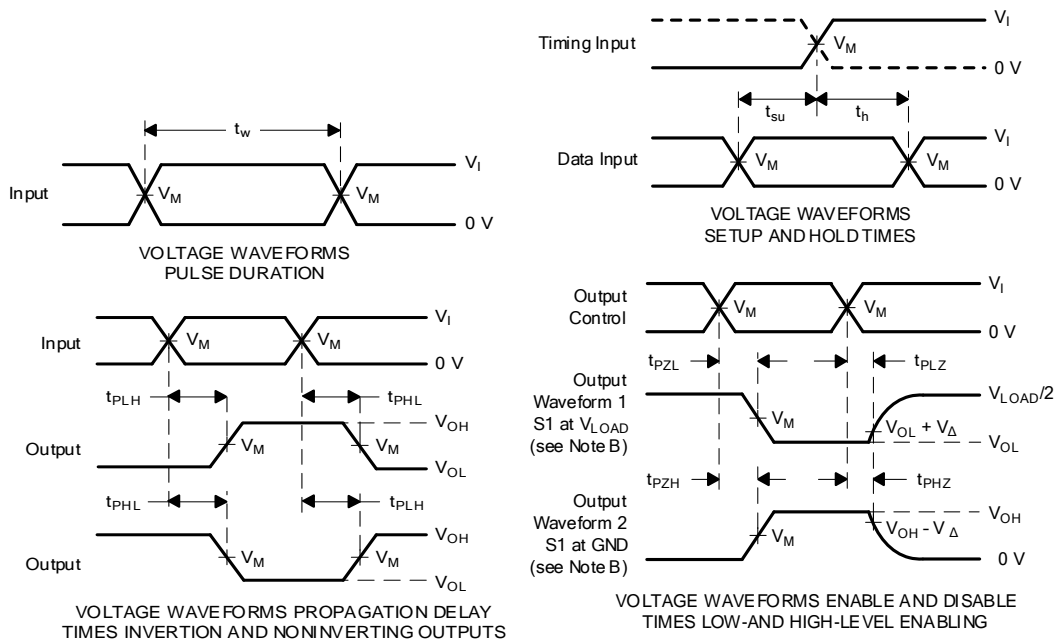 t_w
V_I
Input
V_M
V_M
0 V
VOLTAGE WAVEFORMS
PULSE DURATION
V_I
Timing Input
V_M
0 V
t_su
t_h
V_I
Data Input
V_M
V_M
0 V
VOLTAGE WAVEFORMS
SETUP AND HOLD TIMES
V_I
Input
V_M
V_M
0 V
t_PLH
t_PHL
V_OH
Output
V_M
V_M
V_OL
t_PHL
t_PLH
V_OH
Output
V_M
V_M
V_OL
VOLTAGE WAVEFORMS PROPAGATION DELAY
TIMES INVERTION AND NONINVERTING OUTPUTS
Output
Control
V_I
V_M
V_M
0 V
t_PZL
t_PLZ
Output
Waveform 1
S1 at V_LOAD
(see Note B)
V_LOAD/2
V_M
V_OL + V_Δ
V_OL
t_PZH
t_PHZ
Output
Waveform 2
S1 at GND
(see Note B)
V_OH
V_M
V_OH - V_Δ
0 V
VOLTAGE WAVEFORMS ENABLE AND DISABLE
TIMES LOW-AND HIGH-LEVEL ENABLING